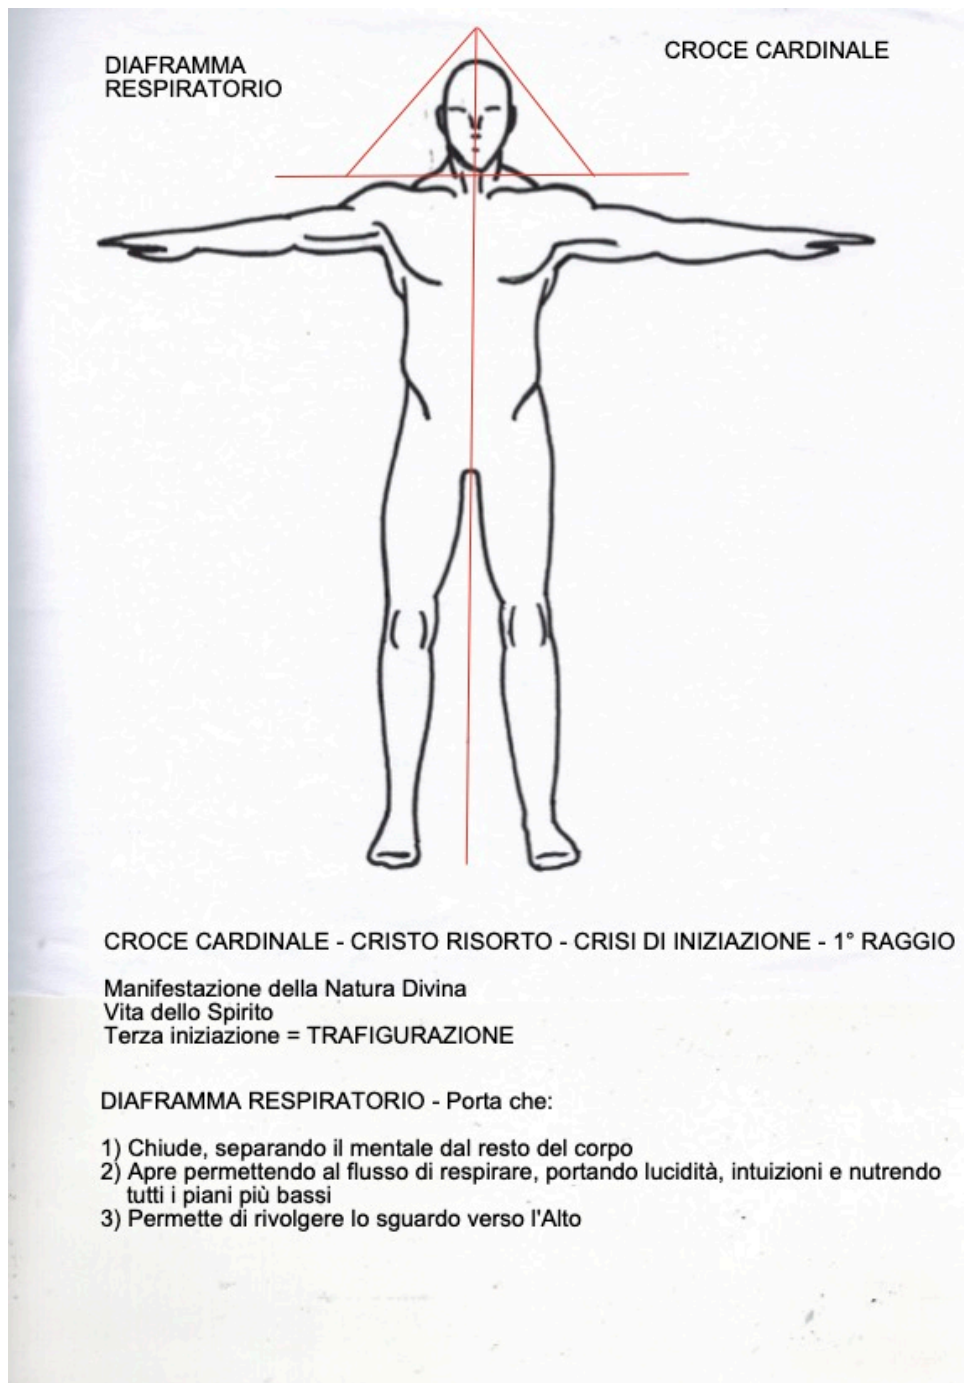 DIAFRAMMA
RESPIRATORIO
CROCE CARDINALE
CROCE CARDINALE - CRISTO RISORTO - CRISI DI INIZIAZIONE - 1° RAGGIO
Manifestazione della Natura Divina
Vita dello Spirito
Terza iniziazione = TRAFIGURAZIONE
DIAFRAMMA RESPIRATORIO - Porta che:
1) Chiude, separando il mentale dal resto del corpo
2) Apre permettendo al flusso di respirare, portando lucidità, intuizioni e nutrendo
tutti i piani più bassi
3) Permette di rivolgere lo sguardo verso l'Alto